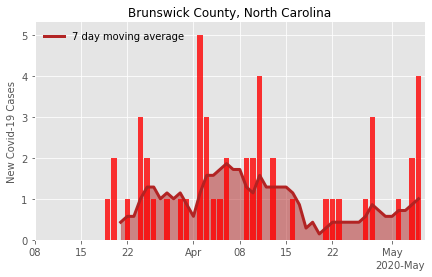 Brunswick County, North Carolina
7 day moving average
New Covid-19 Cases
5
4
3
2
1
0
08 15 22 Apr 08 15 22 May
2020-May